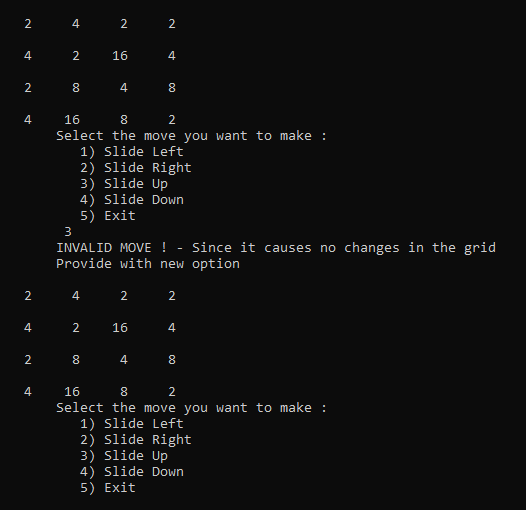 2 4 2 2
4 2 16 4
2 8 4 8
4 16 8 2
Select the move you want to make :
1) Slide Left
2) Slide Right
3) Slide Up
4) Slide Down
5) Exit
3
INVALID MOVE ! - Since it causes no changes in the grid
Provide with new option
2 4 2 2
4 2 16 4
2 8 4 8
4 16 8 2
Select the move you want to make :
1) Slide Left
2) Slide Right
3) Slide Up
4) Slide Down
5) Exit